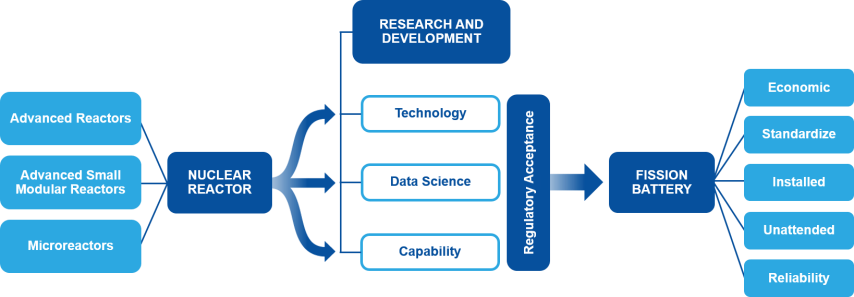 RESEARCH AND
DEVELOPMENT
Advanced Reactors
Advanced Small
Modular Reactors
Microreactors
NUCLEAR
REACTOR
Technology
Data Science
Capability
Regulatory Acceptance
FISSION
BATTERY
Economic
Standardize
Installed
Unattended
Reliability